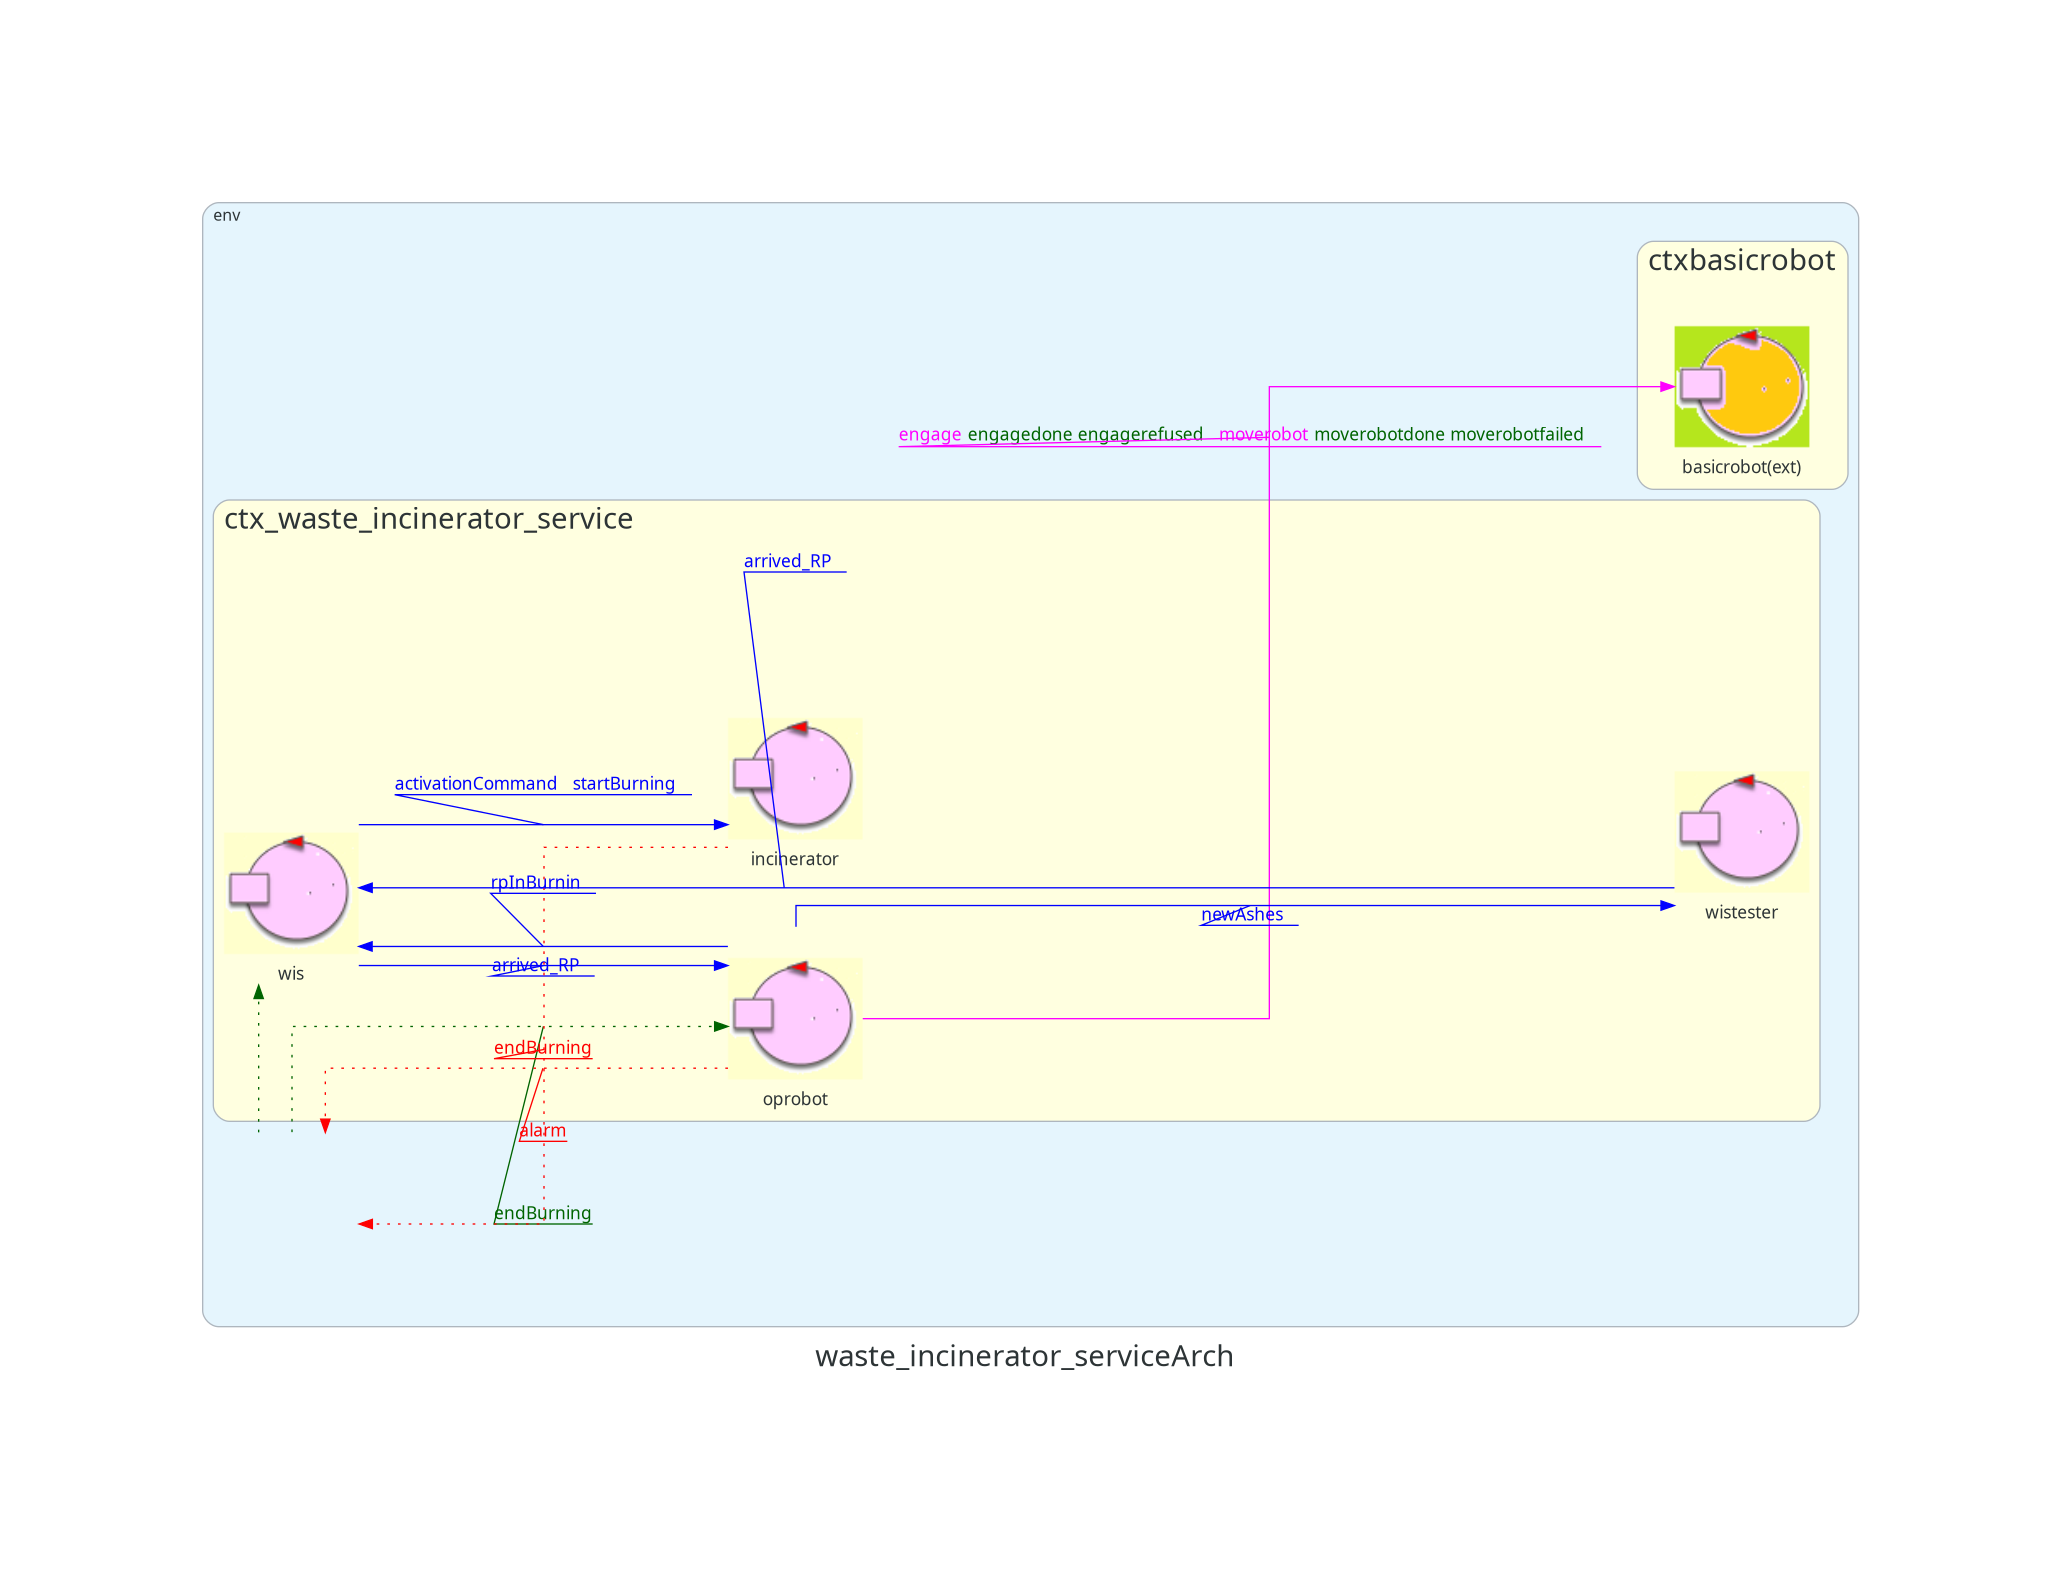 env
ctxbasicrobot
engage engagedone engagerefused moverobot moverobotdone moverobotfailed
basicrobot(ext)
ctx_waste_incinerator_service
arrived_RP
activationCommand startBurning
incinerator
rpInBurnin
wistester
newAshes
arrived_RP
wis
endBurning
oprobot
alarm
endBurning
waste_incinerator_serviceArch